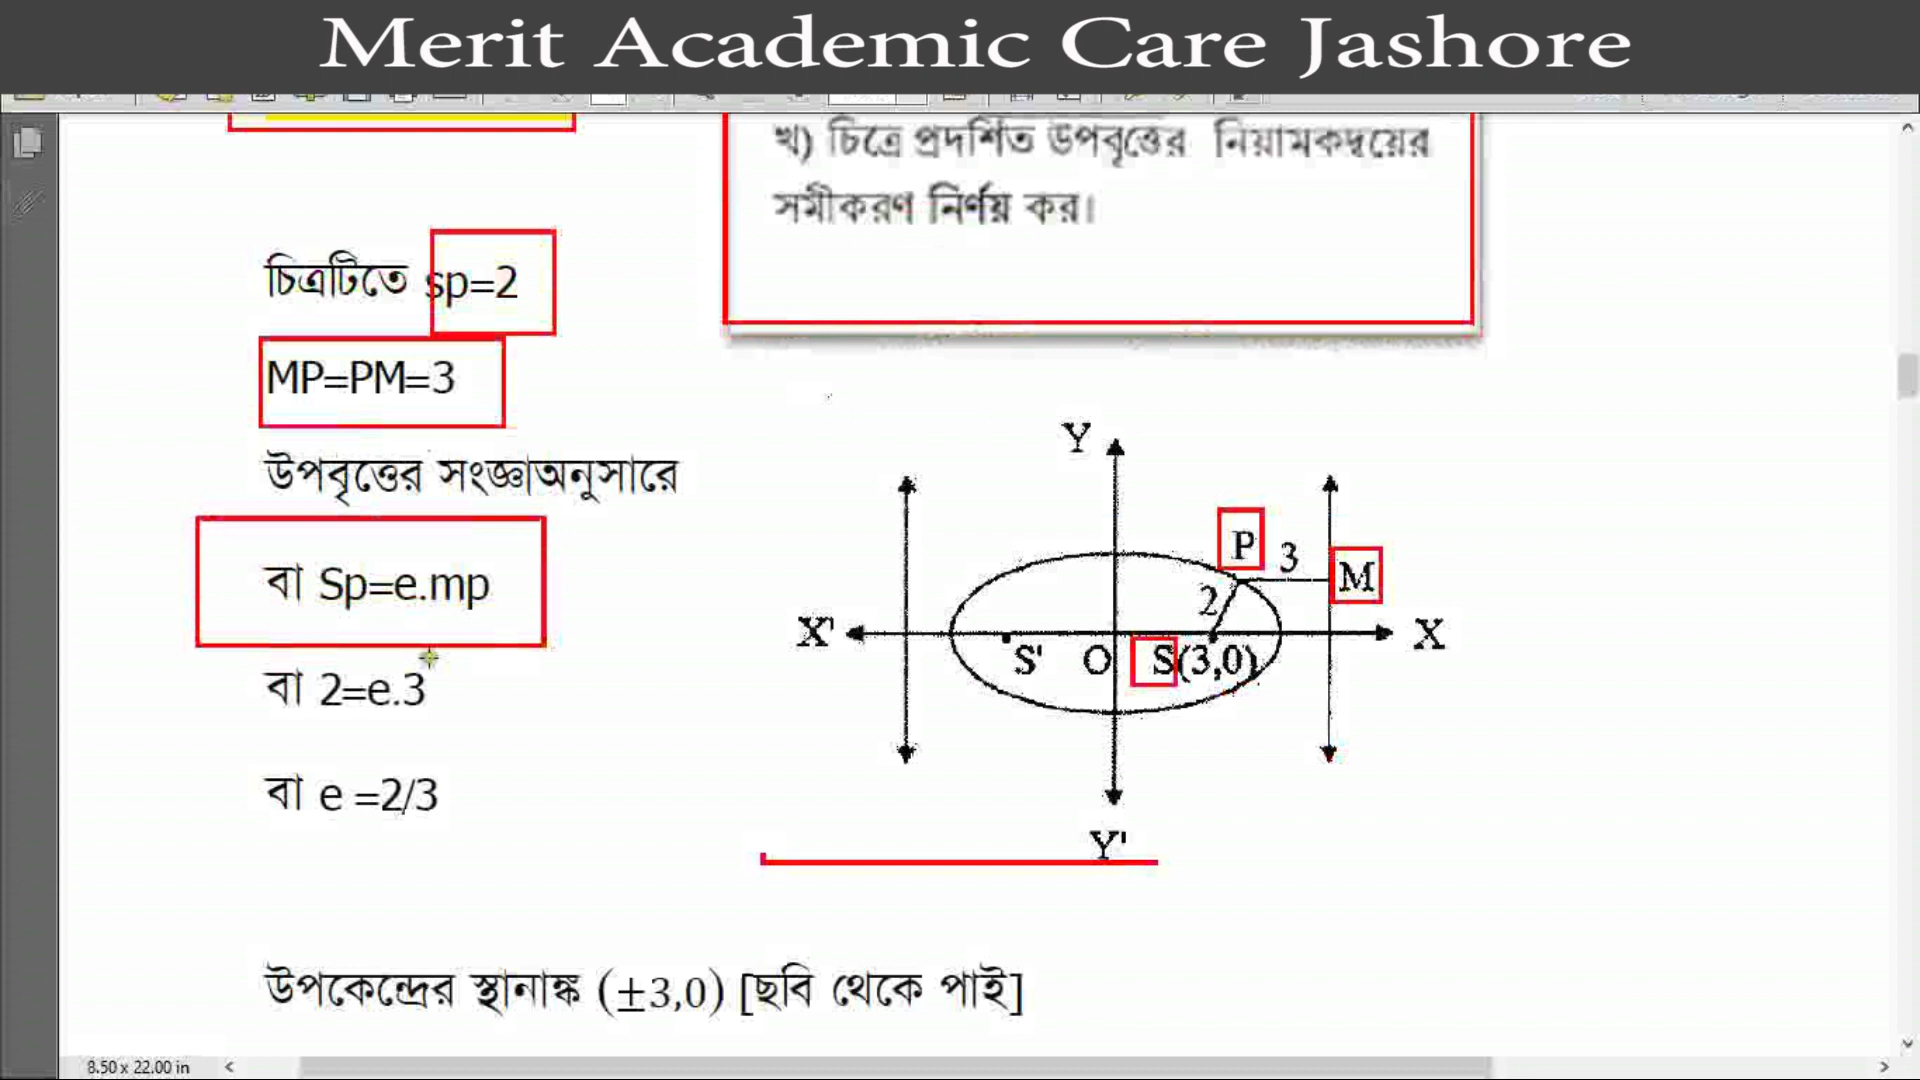 Merit Academic Care Jashore
খ) চিত্রে প্রদর্শিত উপবৃত্তের নিয়ামকদ্বয়ের
সমীকরণ নির্ণয় কর।
চিত্রটিতে sp=2
MP=PM=3
উপবৃত্তের সংজ্ঞাঅনুসারে
বা Sp=e.mp
বা 2=e.3
বা e =2/3
Y
P 3
M
2
X' X
S' O S(3,0)
Y'
উপকেন্দ্রের স্থানাঙ্ক (±3,0) [ছবি থেকে পাই]
8.50 x 22.00 in